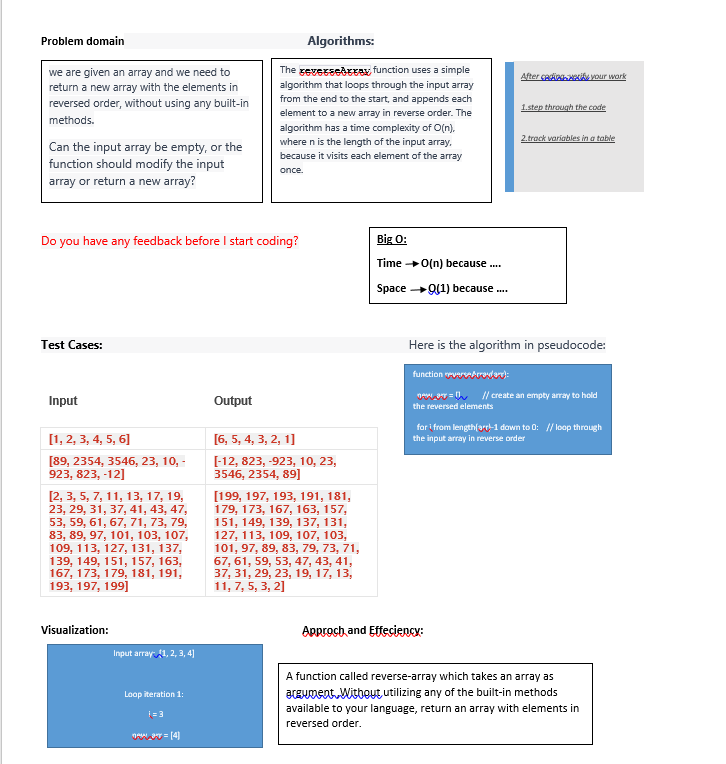 Problem domain
Algorithms:
we are given an array and we need to
return a new array with the elements in
reversed order, without using any built-in
methods.
Can the input array be empty, or the
function should modify the input
array or return a new array?
The reverseArray function uses a simple
algorithm that loops through the input array
from the end to the start, and appends each
element to a new array in reverse order. The
algorithm has a time complexity of O(n),
where n is the length of the input array,
because it visits each element of the array
once.
After coding, verify your work
1.step through the code
2.track variables in a table
Do you have any feedback before I start coding?
Big O:
Time → O(n) because ....
Space → O(1) because ....
Test Cases:
Here is the algorithm in pseudocode:
function reverseArray(arr):
new_arr = [] // create an empty array to hold
the reversed elements
for i from length(arr)-1 down to 0: // loop through
the input array in reverse order
Input
Output
[1, 2, 3, 4, 5, 6]
[6, 5, 4, 3, 2, 1]
[89, 2354, 3546, 23, 10, -
923, 823, -12]
[-12, 823, -923, 10, 23,
3546, 2354, 89]
[2, 3, 5, 7, 11, 13, 17, 19,
23, 29, 31, 37, 41, 43, 47,
53, 59, 61, 67, 71, 73, 79,
83, 89, 97, 101, 103, 107,
109, 113, 127, 131, 137,
139, 149, 151, 157, 163,
167, 173, 179, 181, 191,
193, 197, 199]
[199, 197, 193, 191, 181,
179, 173, 167, 163, 157,
151, 149, 139, 137, 131,
127, 113, 109, 107, 103,
101, 97, 89, 83, 79, 73, 71,
67, 61, 59, 53, 47, 43, 41,
37, 31, 29, 23, 19, 17, 13,
11, 7, 5, 3, 2]
Visualization:
Approch and Effeciency:
Input array: [1, 2, 3, 4]
Loop iteration 1:
i = 3
new_arr = [4]
A function called reverse-array which takes an array as
argument. Without utilizing any of the built-in methods
available to your language, return an array with elements in
reversed order.